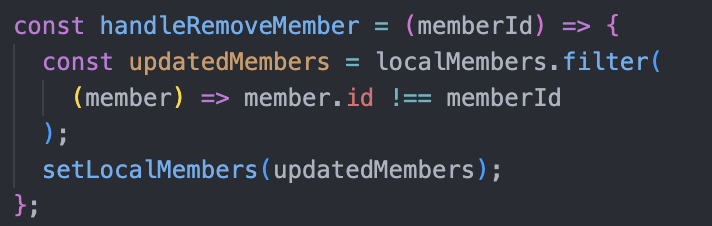 const handleRemoveMember = (memberId) => {
  const updatedMembers = localMembers.filter(
    (member) => member.id !== memberId
  );
  setLocalMembers(updatedMembers);
};